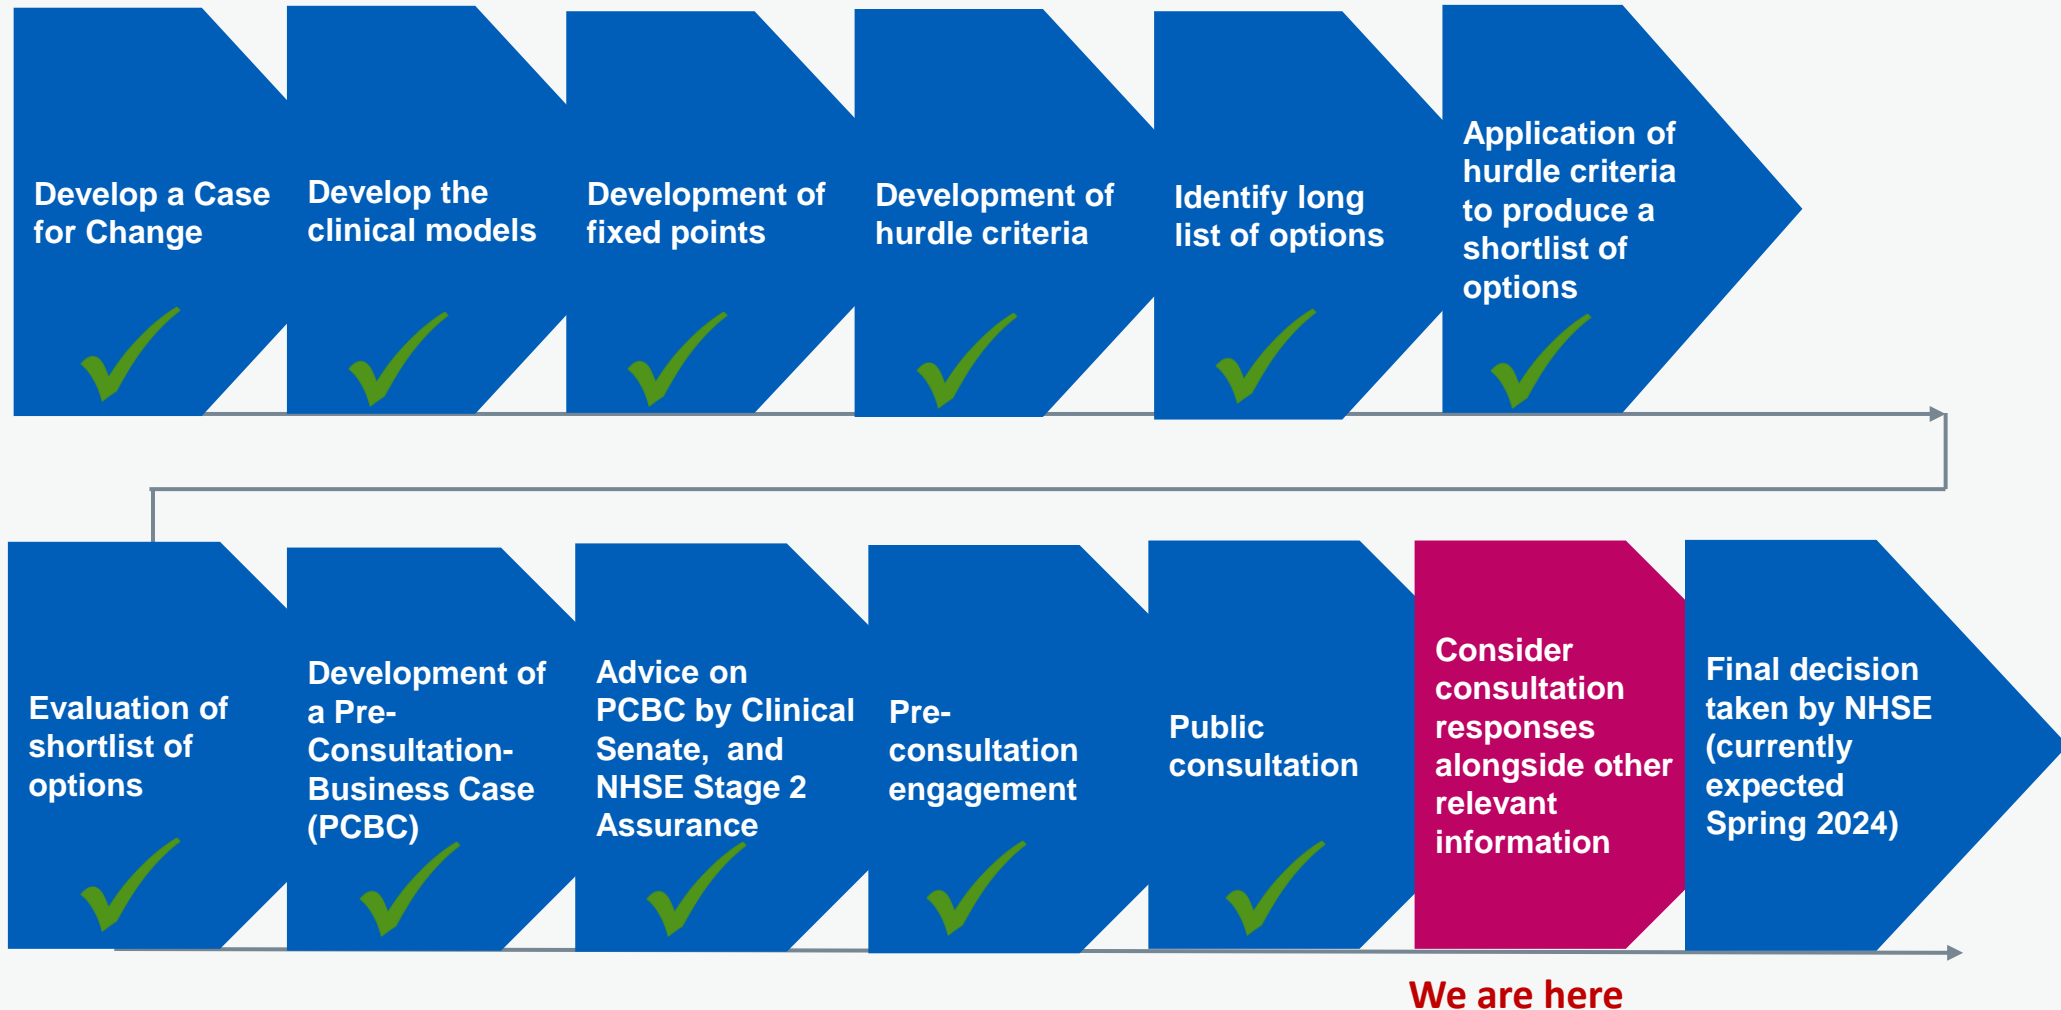 Develop a Case
for Change
Develop the
clinical models
Development of
fixed points
Development of
hurdle criteria
Identify long
list of options
Application of
hurdle criteria
to produce a
shortlist of
options
Evaluation of
shortlist of
options
Development of
a Pre-
Consultation-
Business Case
(PCBC)
Advice on
PCBC by Clinical
Senate, and
NHSE Stage 2
Assurance
Pre-
consultation
engagement
Public
consultation
Consider
consultation
responses
alongside other
relevant
information
Final decision
taken by NHSE
(currently
expected
Spring 2024)
We are here